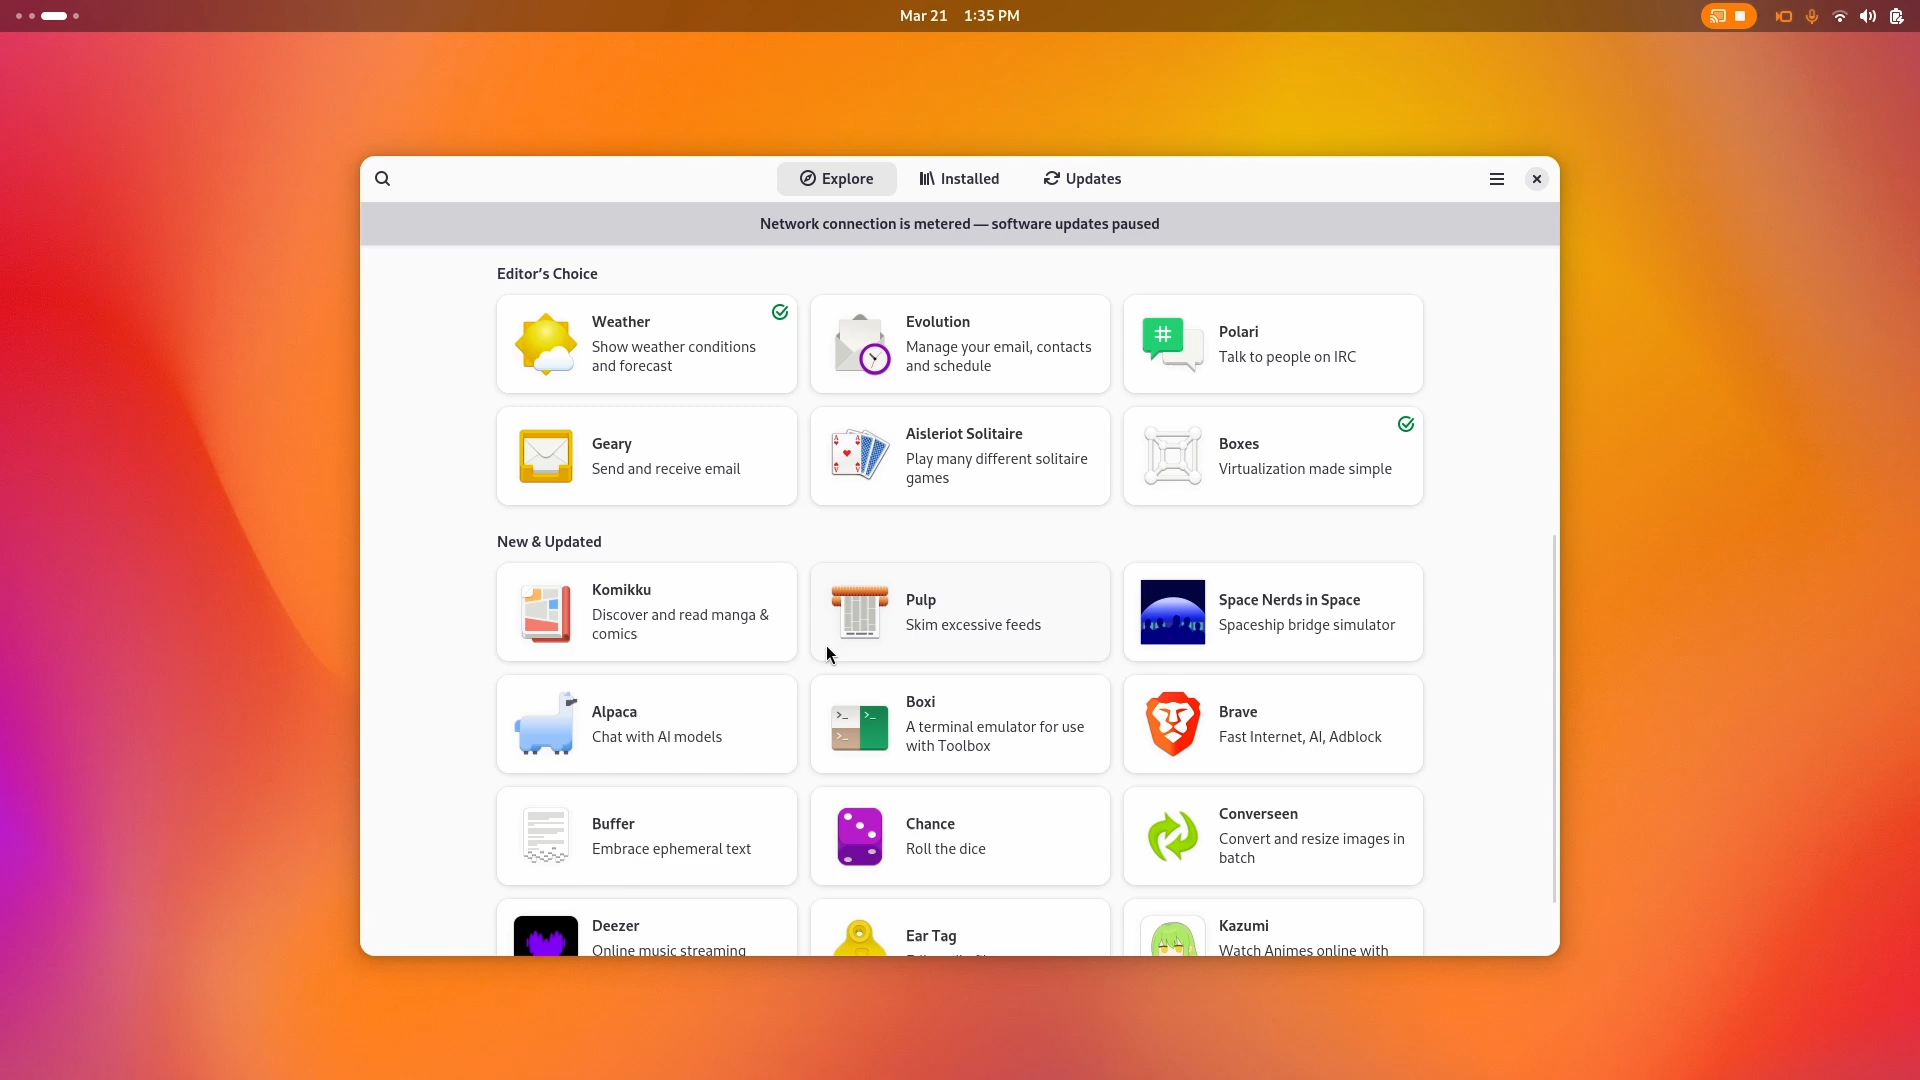 Mar 21 1:35 PM
Explore
Installed
Updates
Network connection is metered — software updates paused
Editor’s Choice
Weather
Show weather conditions
and forecast
Evolution
Manage your email, contacts
and schedule
Polari
Talk to people on IRC
Geary
Send and receive email
Aisleriot Solitaire
Play many different solitaire
games
Boxes
Virtualization made simple
New & Updated
Komikku
Discover and read manga &
comics
Pulp
Skim excessive feeds
Space Nerds in Space
Spaceship bridge simulator
Alpaca
Chat with AI models
Boxi
A terminal emulator for use
with Toolbox
Brave
Fast Internet, AI, Adblock
Buffer
Embrace ephemeral text
Chance
Roll the dice
Converseen
Convert and resize images in
batch
Deezer
Online music streaming
Ear Tag
Kazumi
Watch Animes online with